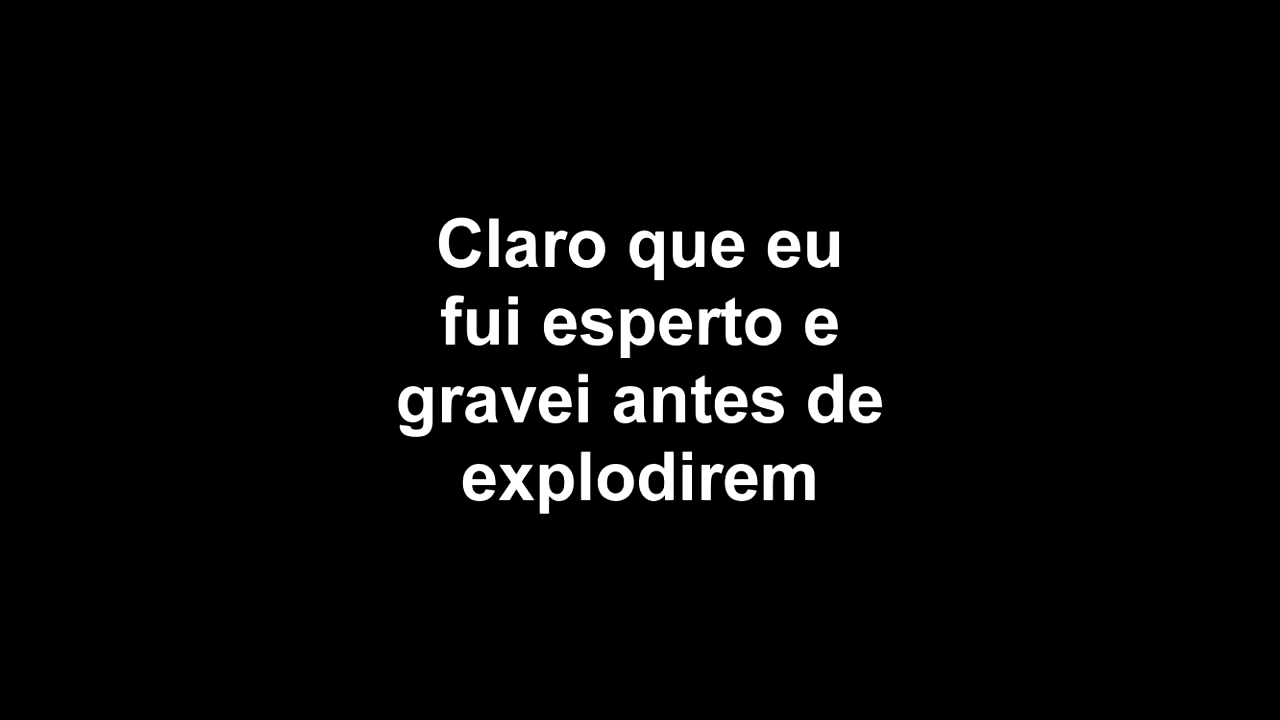 Claro que eu
fui esperto e
gravei antes de
explodirem